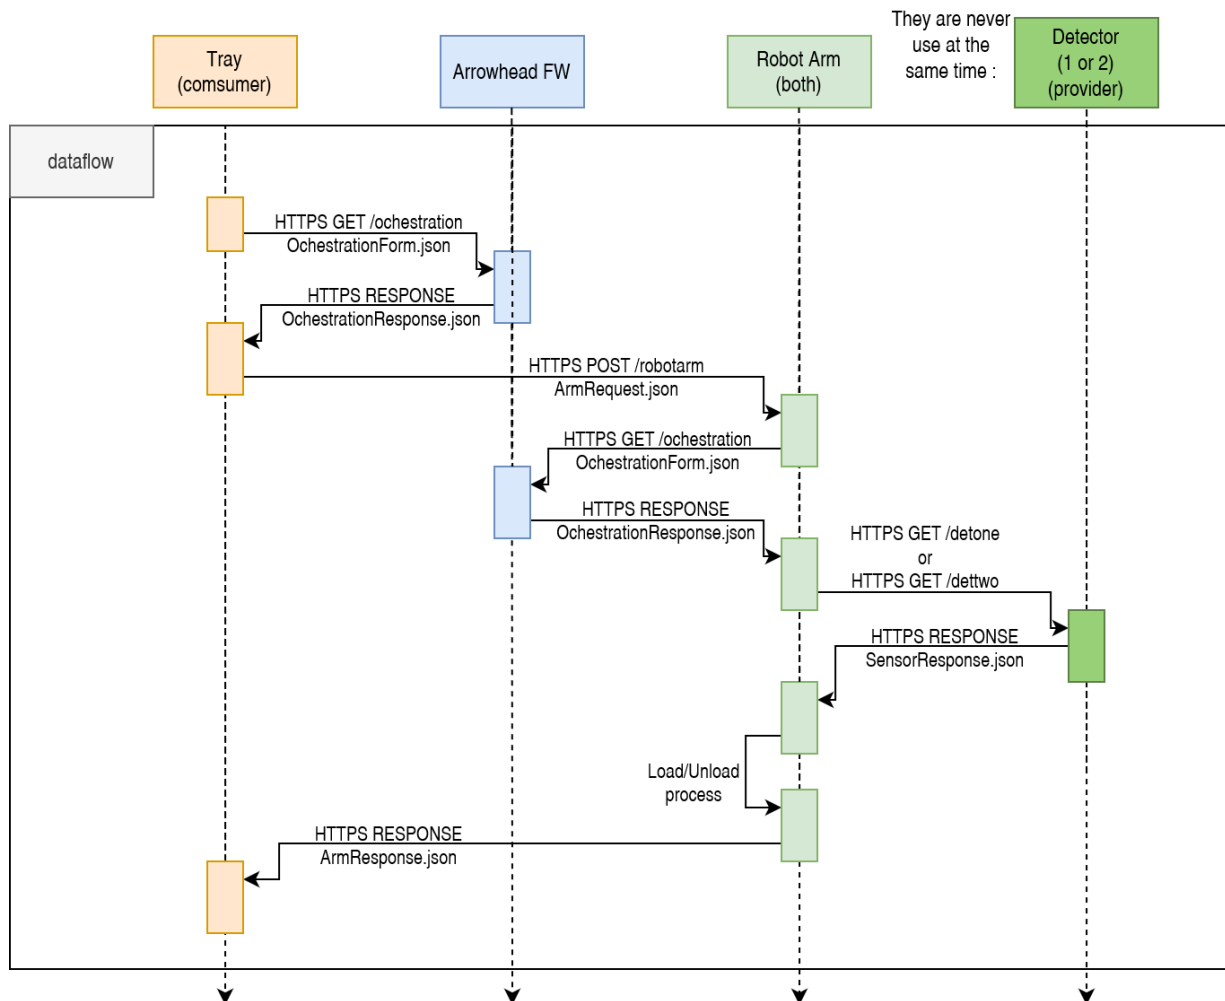 They are never
use at the
same time :
Tray
(comsumer)
Arrowhead FW
Robot Arm
(both)
Detector
(1 or 2)
(provider)
dataflow
HTTPS GET /ochestration
OchestrationForm.json
HTTPS RESPONSE
OchestrationResponse.json
HTTPS POST /robotarm
ArmRequest.json
HTTPS GET /ochestration
OchestrationForm.json
HTTPS RESPONSE
OchestrationResponse.json
HTTPS GET /detone
or
HTTPS GET /dettwo
HTTPS RESPONSE
SensorResponse.json
Load/Unload
process
HTTPS RESPONSE
ArmResponse.json